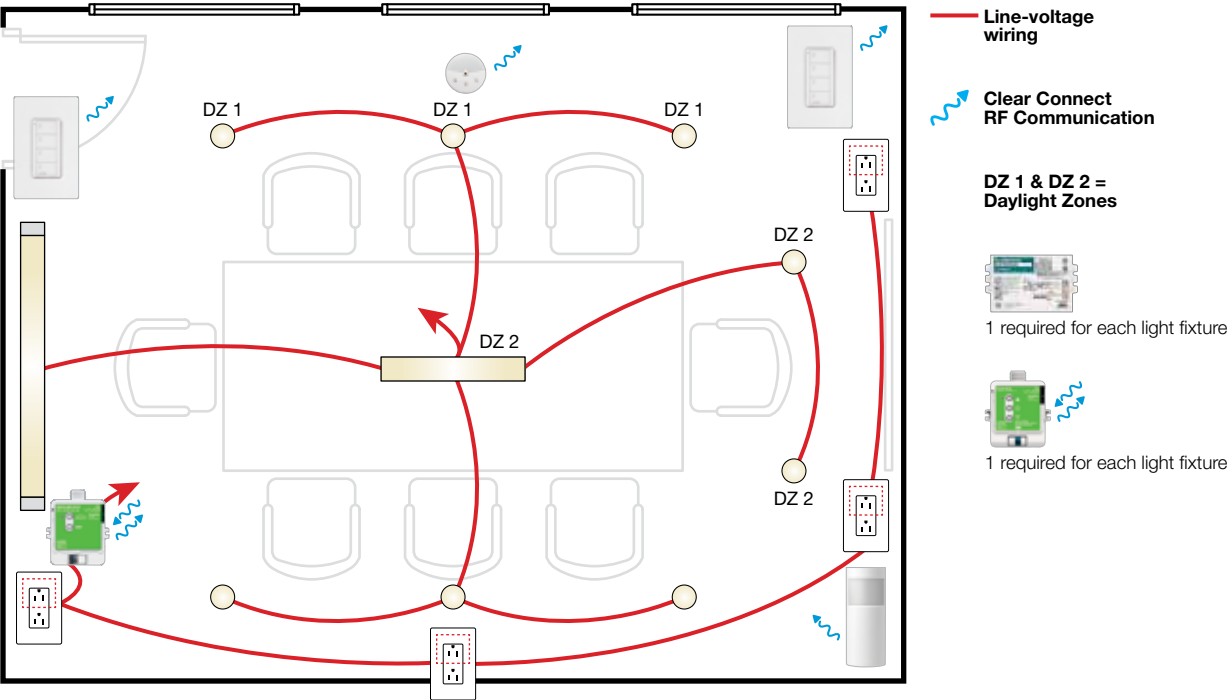 Line-voltage
wiring
Clear Connect
RF Communication
DZ 1 & DZ 2 =
Daylight Zones
1 required for each light fixture
1 required for each light fixture
DZ 1
DZ 1
DZ 1
DZ 2
DZ 2
DZ 2